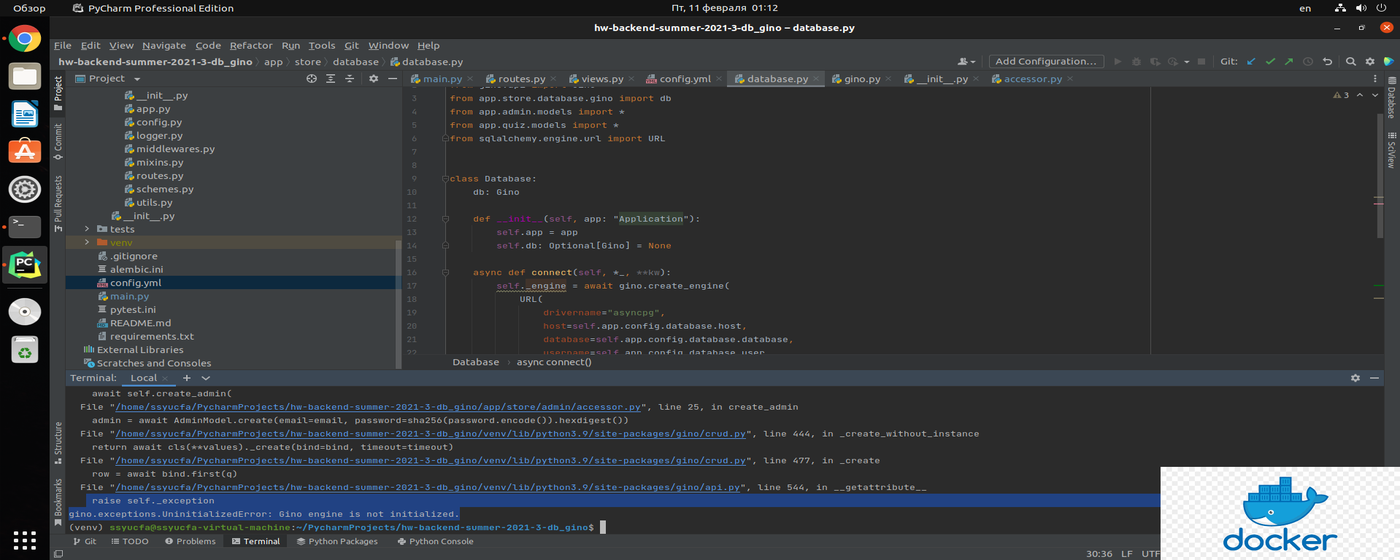 Обзор
PyCharm Professional Edition
Пт, 11 февраля 01:12
en
hw-backend-summer-2021-3-db_gino – database.py
File Edit View Navigate Code Refactor Run Tools Git Window Help
hw-backend-summer-2021-3-db_gino › app › store › database › database.py
Add Configuration...
Git:
Project
main.py
routes.py
views.py
config.yml
database.py
gino.py
__init__.py
accessor.py
Project
Commit
Pull Requests
Structure
Bookmarks
Database
SciView
__init__.py
app.py
config.py
logger.py
middlewares.py
mixins.py
routes.py
schemes.py
utils.py
__init__.py
tests
venv
.gitignore
alembic.ini
config.yml
main.py
pytest.ini
README.md
requirements.txt
External Libraries
Scratches and Consoles
3
3 from app.store.database.gino import db
4 from app.admin.models import *
5 from app.quiz.models import *
6 from sqlalchemy.engine.url import URL
7
8
9 class Database:
10 db: Gino
11
12 def __init__(self, app: "Application"):
13 self.app = app
14 self.db: Optional[Gino] = None
15
16 async def connect(self, *_, **kw):
17 self._engine = await gino.create_engine(
18 URL(
19 drivername="asyncpg",
20 host=self.app.config.database.host,
21 database=self.app.config.database.database,
22 username=self.app.config.database.user
Database › async connect()
Terminal: Local × +
await self.create_admin(
File "/home/ssyucfa/PycharmProjects/hw-backend-summer-2021-3-db_gino/app/store/admin/accessor.py", line 25, in create_admin
admin = await AdminModel.create(email=email, password=sha256(password.encode()).hexdigest())
File "/home/ssyucfa/PycharmProjects/hw-backend-summer-2021-3-db_gino/venv/lib/python3.9/site-packages/gino/crud.py", line 444, in _create_without_instance
return await cls(**values)._create(bind=bind, timeout=timeout)
File "/home/ssyucfa/PycharmProjects/hw-backend-summer-2021-3-db_gino/venv/lib/python3.9/site-packages/gino/crud.py", line 477, in _create
row = await bind.first(q)
File "/home/ssyucfa/PycharmProjects/hw-backend-summer-2021-3-db_gino/venv/lib/python3.9/site-packages/gino/api.py", line 544, in __getattribute__
raise self._exception
gino.exceptions.UninitializedError: Gino engine is not initialized.
(venv) ssyucfa@ssyucfa-virtual-machine:~/PycharmProjects/hw-backend-summer-2021-3-db_gino$
Git
TODO
Problems
Terminal
Python Packages
Python Console
30:36 LF
docker